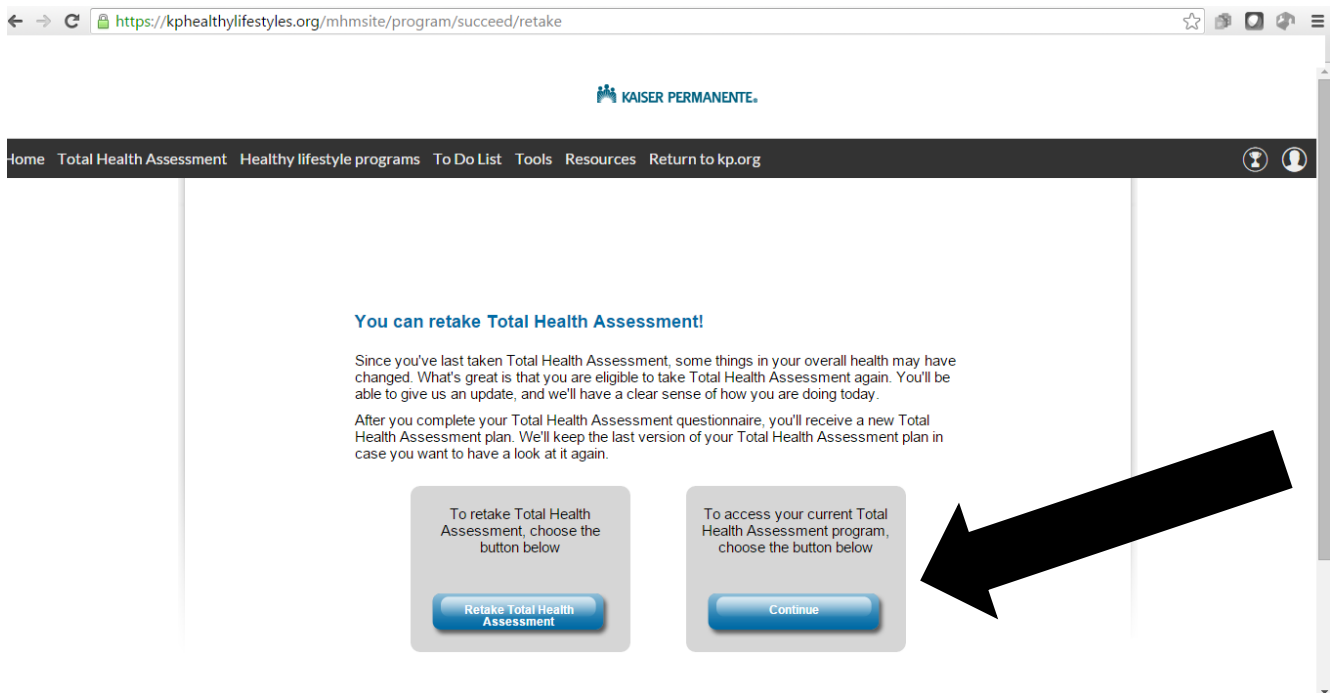 https://kphealthylifestyles.org/mhmsite/program/succeed/retake
KAISER PERMANENTE®
Home Total Health Assessment Healthy lifestyle programs To Do List Tools Resources Return to kp.org
You can retake Total Health Assessment!
Since you've last taken Total Health Assessment, some things in your overall health may have
changed. What's great is that you are eligible to take Total Health Assessment again. You'll be
able to give us an update, and we'll have a clear sense of how you are doing today.
After you complete your Total Health Assessment questionnaire, you'll receive a new Total
Health Assessment plan. We'll keep the last version of your Total Health Assessment plan in
case you want to have a look at it again.
To retake Total Health
Assessment, choose the
button below
Retake Total Health
Assessment
To access your current Total
Health Assessment program,
choose the button below
Continue